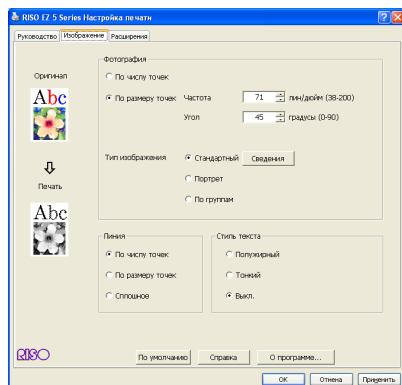 RISO EZ 5 Series Настройка печати
Руководство Изображение Расширения
Оригинал
Abc
Печать
Abc
Фотография
По числу точек
По размеру точек Частота 71 лин/дюйм (38-200)
Угол 45 градусы (0-90)
Тип изображения Стандартный Сведения
Портрет
По группам
Линия
По числу точек
По размеру точек
Сплошное
Стиль текста
Полужирный
Тонкий
Выкл.
RISO
По умолчанию Справка О программе...
OK Отмена Применить